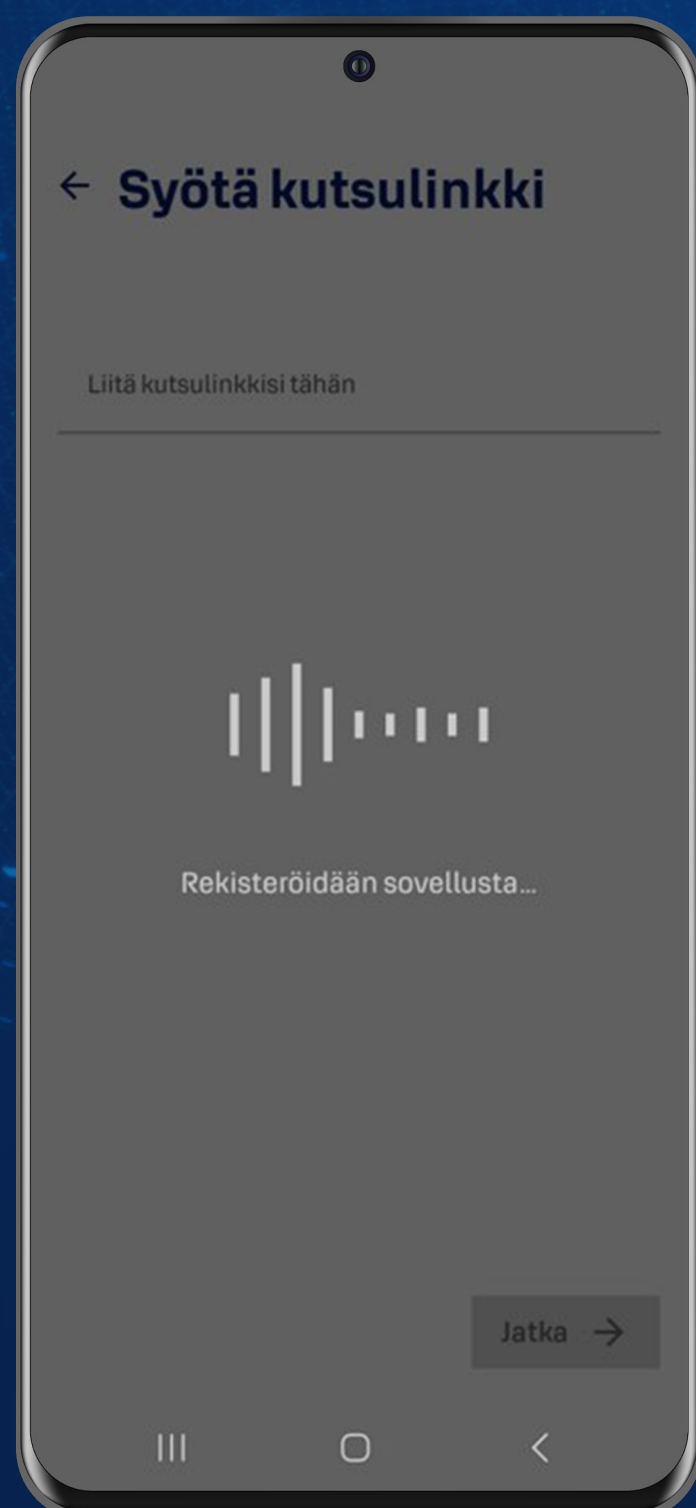 Syötä kutsulinkki
Liitä kutsulinkkisi tähän
Rekisteröidään sovellusta...
Jatka